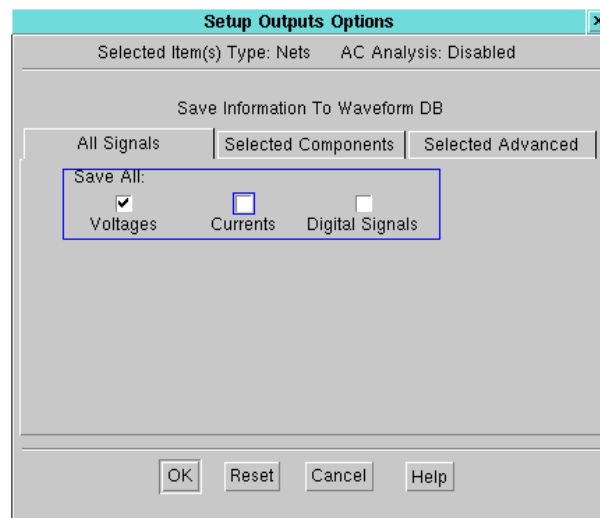 Setup Outputs Options
Selected Item(s) Type: Nets AC Analysis: Disabled
Save Information To Waveform DB
All Signals Selected Components Selected Advanced
Save All:
Voltages Currents Digital Signals
OK Reset Cancel Help